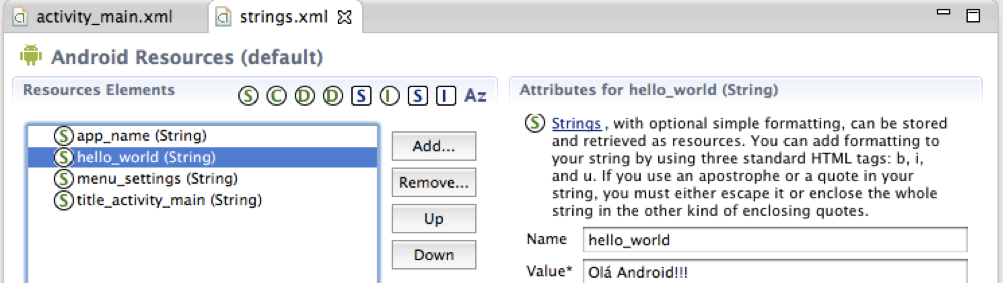 activity_main.xml
strings.xml
Android Resources (default)
Resources Elements
S C D D S I S I Az
app_name (String)
hello_world (String)
menu_settings (String)
title_activity_main (String)
Add...
Remove...
Up
Down
Attributes for hello_world (String)
Strings, with optional simple formatting, can be stored
and retrieved as resources. You can add formatting to
your string by using three standard HTML tags: b, i,
and u. If you use an apostrophe or a quote in your
string, you must either escape it or enclose the whole
string in the other kind of enclosing quotes.
Name hello_world
Value* Olá Android!!!